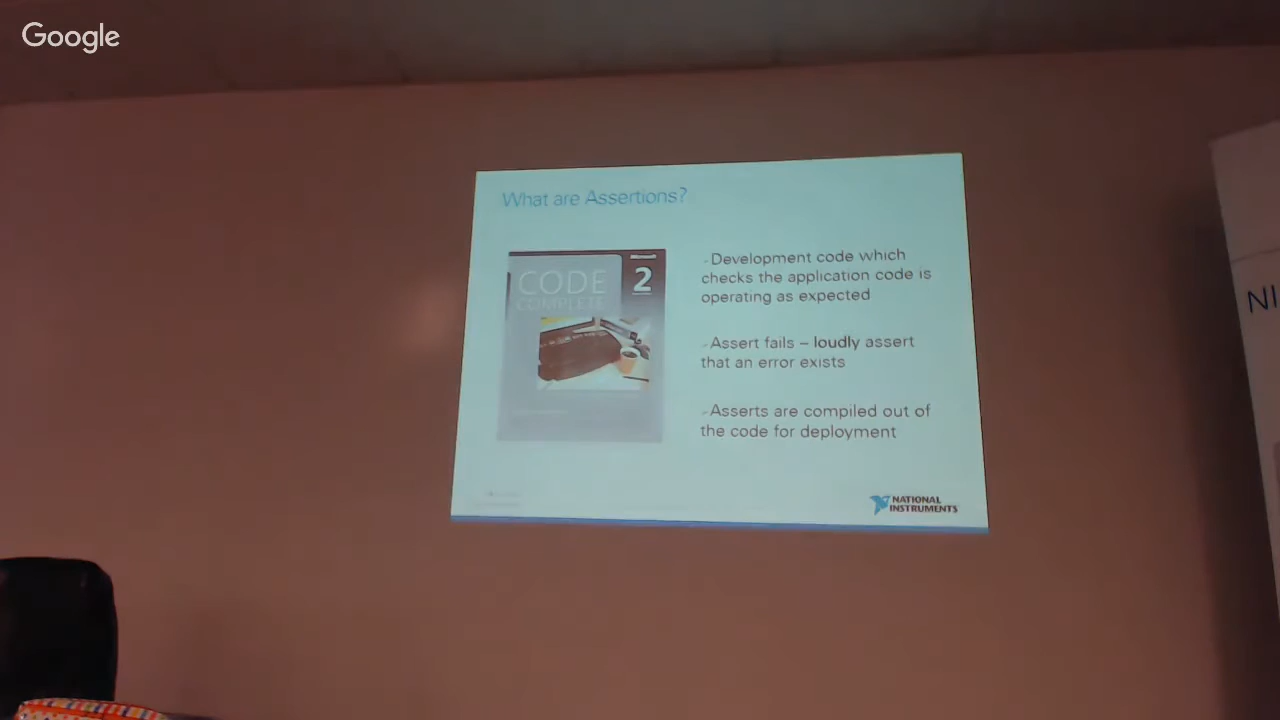 Google
What are Assertions?
Microsoft
CODE
COMPLETE
2
Development code which
checks the application code is
operating as expected
Assert fails – loudly assert
that an error exists
Asserts are compiled out of
the code for deployment
NATIONAL
INSTRUMENTS
NI